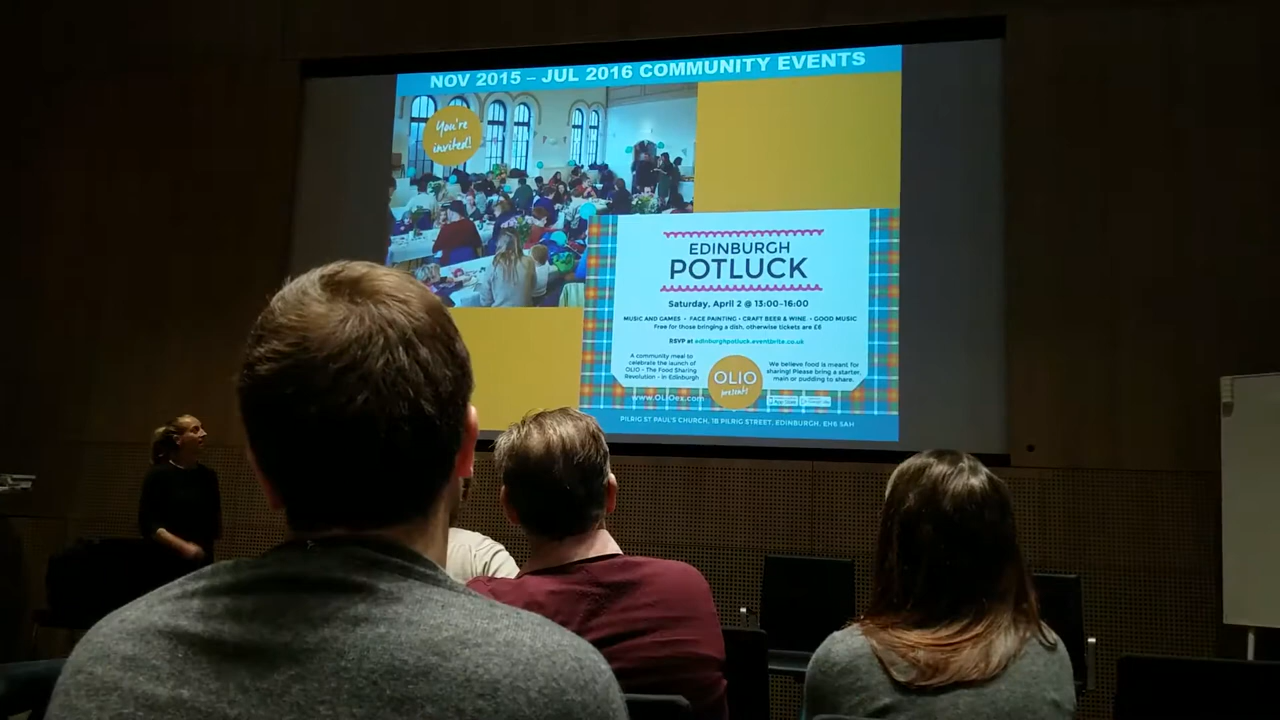 NOV 2015 – JUL 2016 COMMUNITY EVENTS
You're
invited!
EDINBURGH
POTLUCK
Saturday, April 2 @ 13:00-16:00
MUSIC AND GAMES • FACE PAINTING • CRAFT BEER & WINE • GOOD MUSIC
Free for those bringing a dish, otherwise tickets are £6
RSVP at edinburghpotluck.eventbrite.co.uk
A community meal to
celebrate the launch of
OLIO - The Food Sharing
Revolution - in Edinburgh
OLIO
presents
We believe food is meant for
sharing! Please bring a starter,
main or pudding to share.
www.OLIOex.com
App Store
PILRIG ST PAUL'S CHURCH, 1B PILRIG STREET, EDINBURGH, EH6 5AH